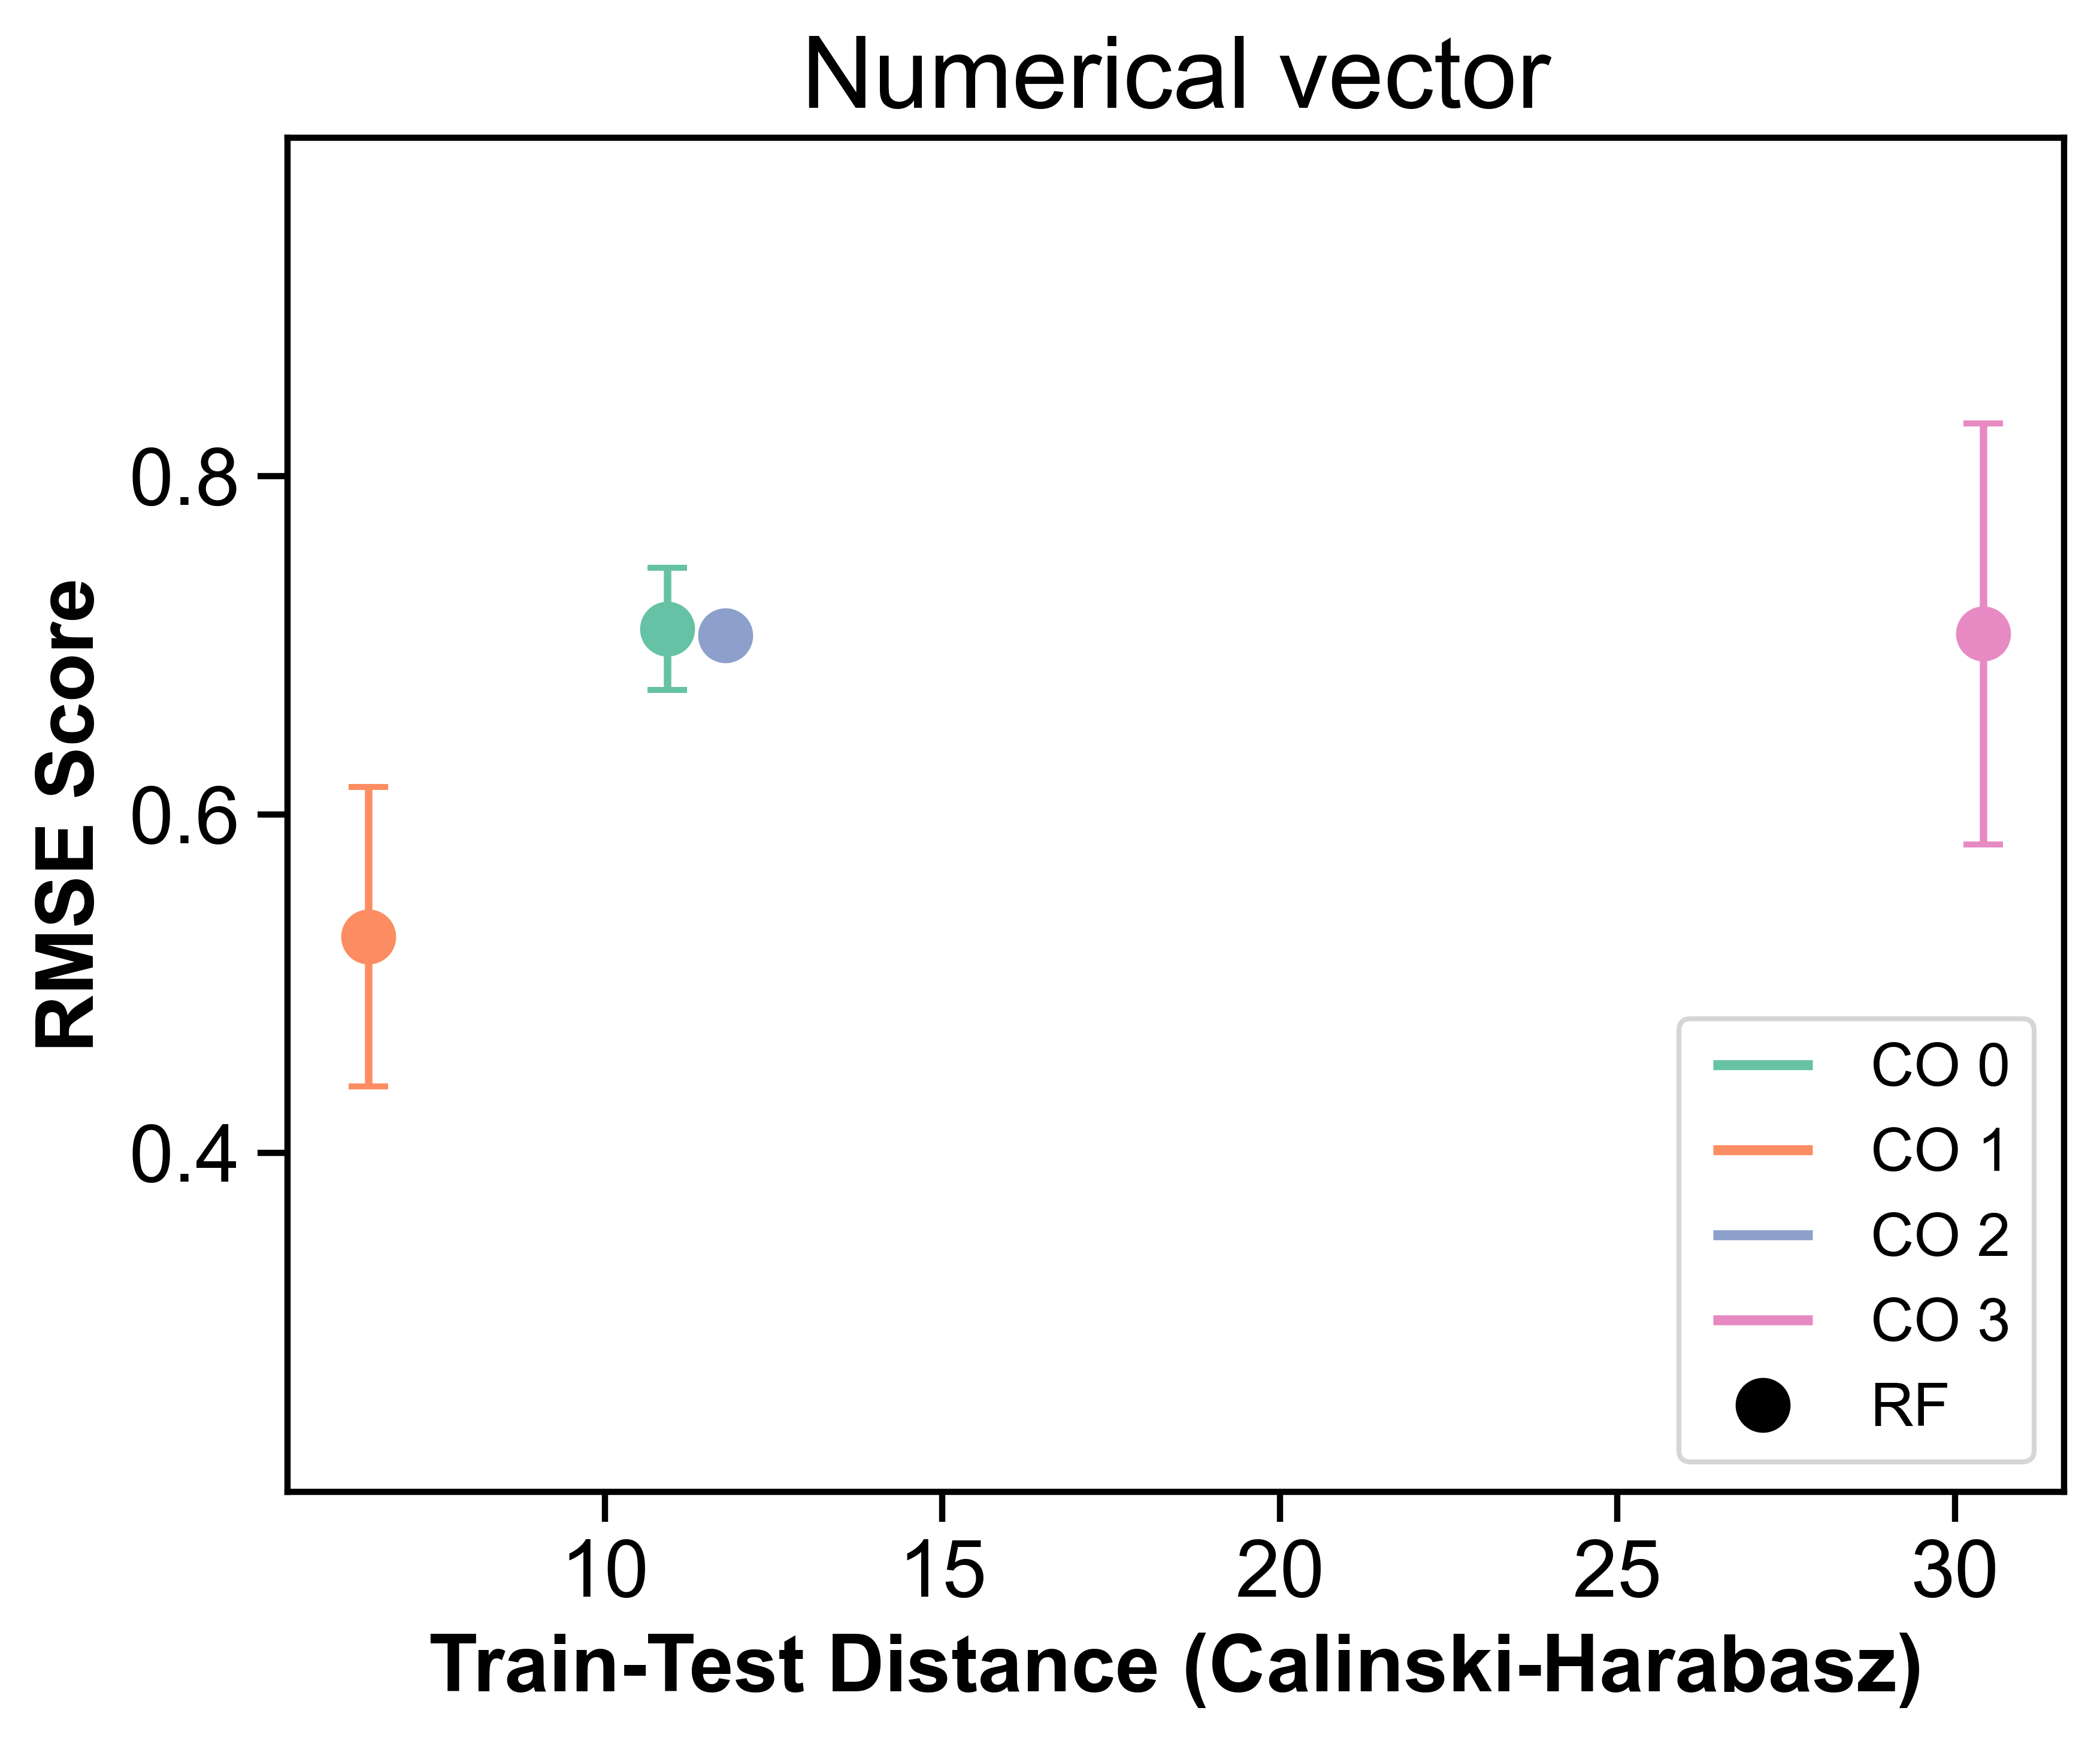 Numerical vector
RMSE Score
0.8
0.6
0.4
CO 0
CO 1
CO 2
CO 3
RF
10 15 20 25 30
Train-Test Distance (Calinski-Harabasz)